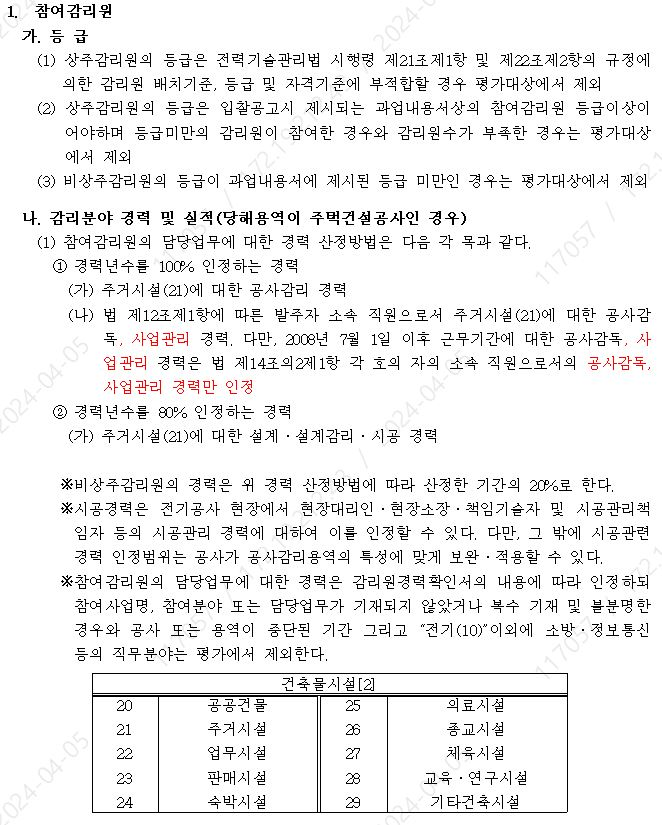 1. 참여감리원
가. 등 급
(1) 상주감리원의 등급은 전력기술관리법 시행령 제21조제1항 및 제22조제2항의 규정에
의한 감리원 배치기준, 등급 및 자격기준에 부적합할 경우 평가대상에서 제외
(2) 상주감리원의 등급은 입찰공고시 제시되는 과업내용서상의 참여감리원 등급이상이
어야하며 등급미만의 감리원이 참여한 경우와 감리원수가 부족한 경우는 평가대상
에서 제외
(3) 비상주감리원의 등급이 과업내용서에 제시된 등급 미만인 경우는 평가대상에서 제외
나. 감리분야 경력 및 실적(당해용역이 주택건설공사인 경우)
(1) 참여감리원의 담당업무에 대한 경력 산정방법은 다음 각 목과 같다.
① 경력년수를 100% 인정하는 경력
(가) 주거시설(21)에 대한 공사감리 경력
(나) 법 제12조제1항에 따른 발주자 소속 직원으로서 주거시설(21)에 대한 공사감
독, 사업관리 경력. 다만, 2008년 7월 1일 이후 근무기간에 대한 공사감독, 사
업관리 경력은 법 제14조의2제1항 각 호의 자의 소속 직원으로서의 공사감독,
사업관리 경력만 인정
② 경력년수를 80% 인정하는 경력
(가) 주거시설(21)에 대한 설계·설계감리·시공 경력
※비상주감리원의 경력은 위 경력 산정방법에 따라 산정한 기간의 20%로 한다.
※시공경력은 전기공사 현장에서 현장대리인·현장소장·책임기술자 및 시공관리책
임자 등의 시공관리 경력에 대하여 이를 인정할 수 있다. 다만, 그 밖에 시공관련
경력 인정범위는 공사가 공사감리용역의 특성에 맞게 보완·적용할 수 있다.
※참여감리원의 담당업무에 대한 경력은 감리원경력확인서의 내용에 따라 인정하되
참여사업명, 참여분야 또는 담당업무가 기재되지 않았거나 복수 기재 및 불분명한
경우와 공사 또는 용역이 중단된 기간 그리고 "전기(10)"이외에 소방·정보통신
등의 직무분야는 평가에서 제외한다.
건축물시설[2]
20 공공건물 25 의료시설
21 주거시설 26 종교시설
22 업무시설 27 체육시설
23 판매시설 28 교육·연구시설
24 숙박시설 29 기타건축시설
2024-04-05
117057 /